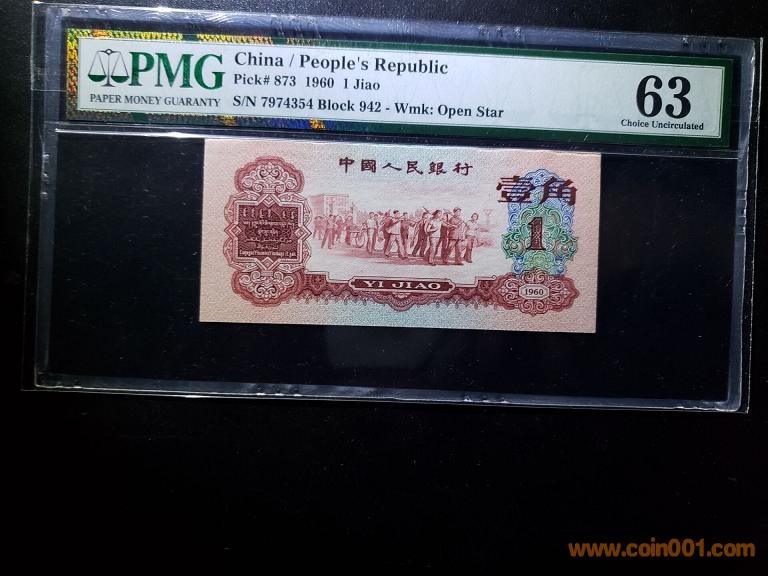 PMG
PAPER MONEY GUARANTY
China / People's Republic
Pick# 873 1960 1 Jiao
S/N 7974354 Block 942 - Wmk: Open Star
63
Choice Uncirculated
中國人民銀行
壹角
1
YI JIAO
1960
www.coin001.com